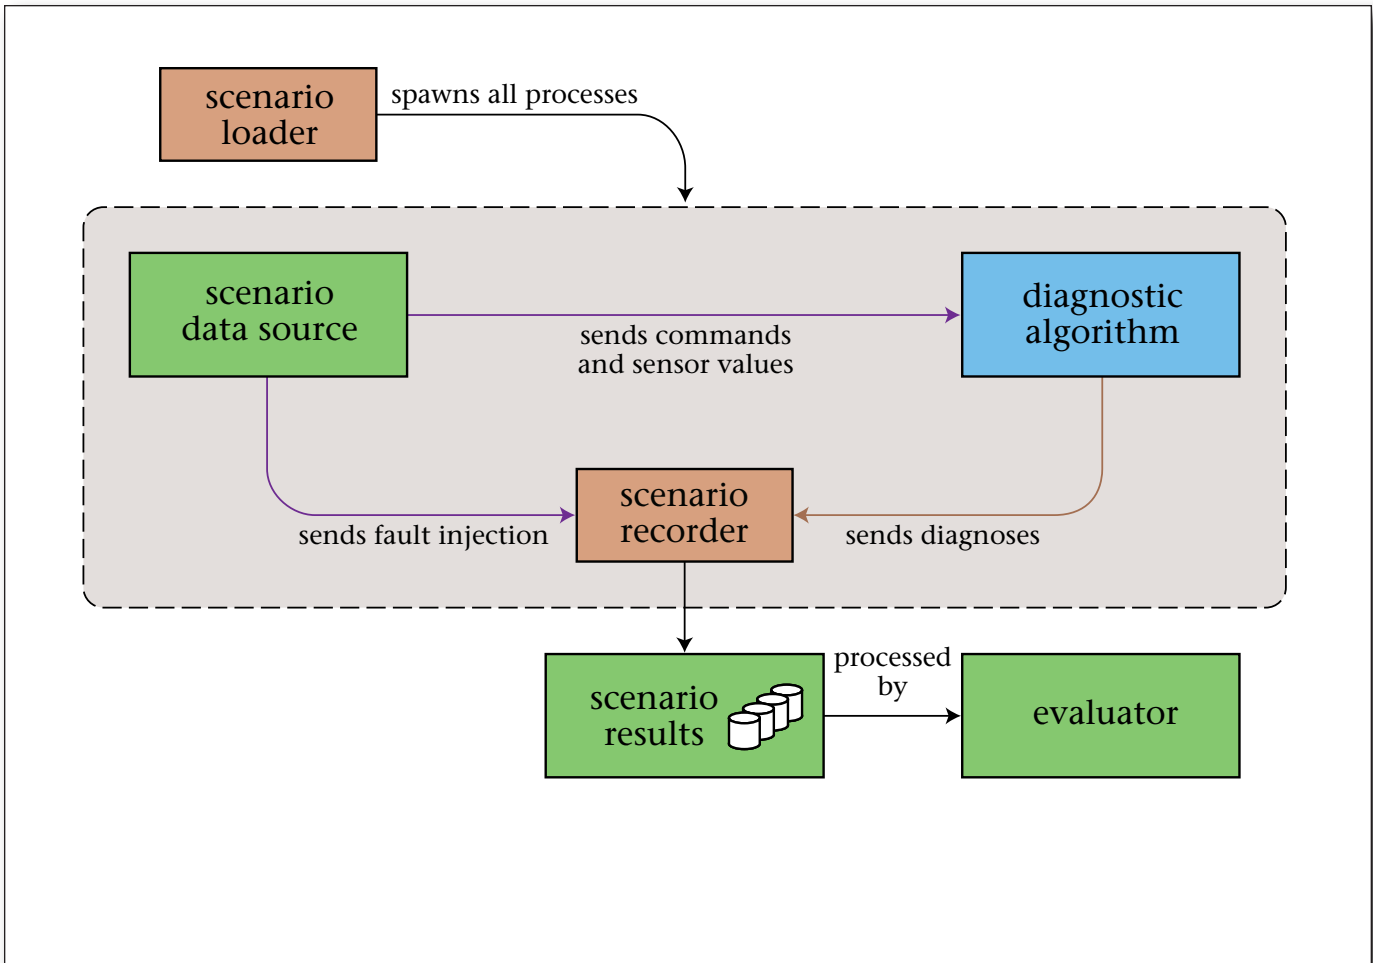 scenario
loader
spawns all processes
scenario
data source
sends commands
and sensor values
diagnostic
algorithm
sends fault injection
scenario
recorder
sends diagnoses
scenario
results
processed
by
evaluator